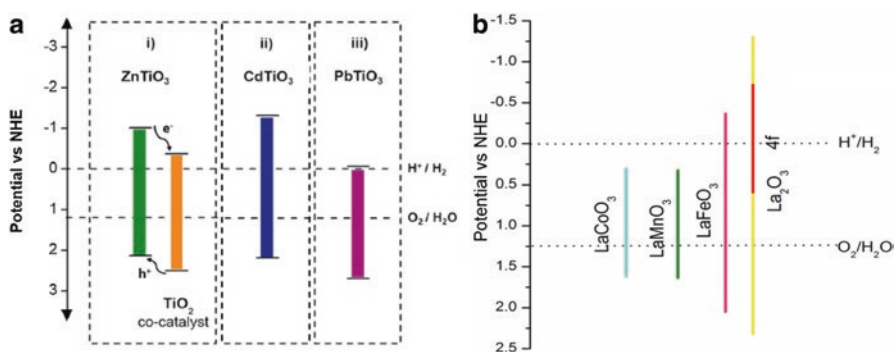 a
i)
ii)
iii)
ZnTiO₃
CdTiO₃
PbTiO₃
Potential vs NHE
-3
-2
-1
0
1
2
3
e⁻
h⁺
H⁺ / H₂
O₂ / H₂O
TiO₂
co-catalyst
b
Potential vs NHE
-1.5
-1.0
-0.5
0.0
0.5
1.0
1.5
2.0
2.5
LaCoO₃
LaMnO₃
LaFeO₃
4f
La₂O₃
H⁺/H₂
O₂/H₂O